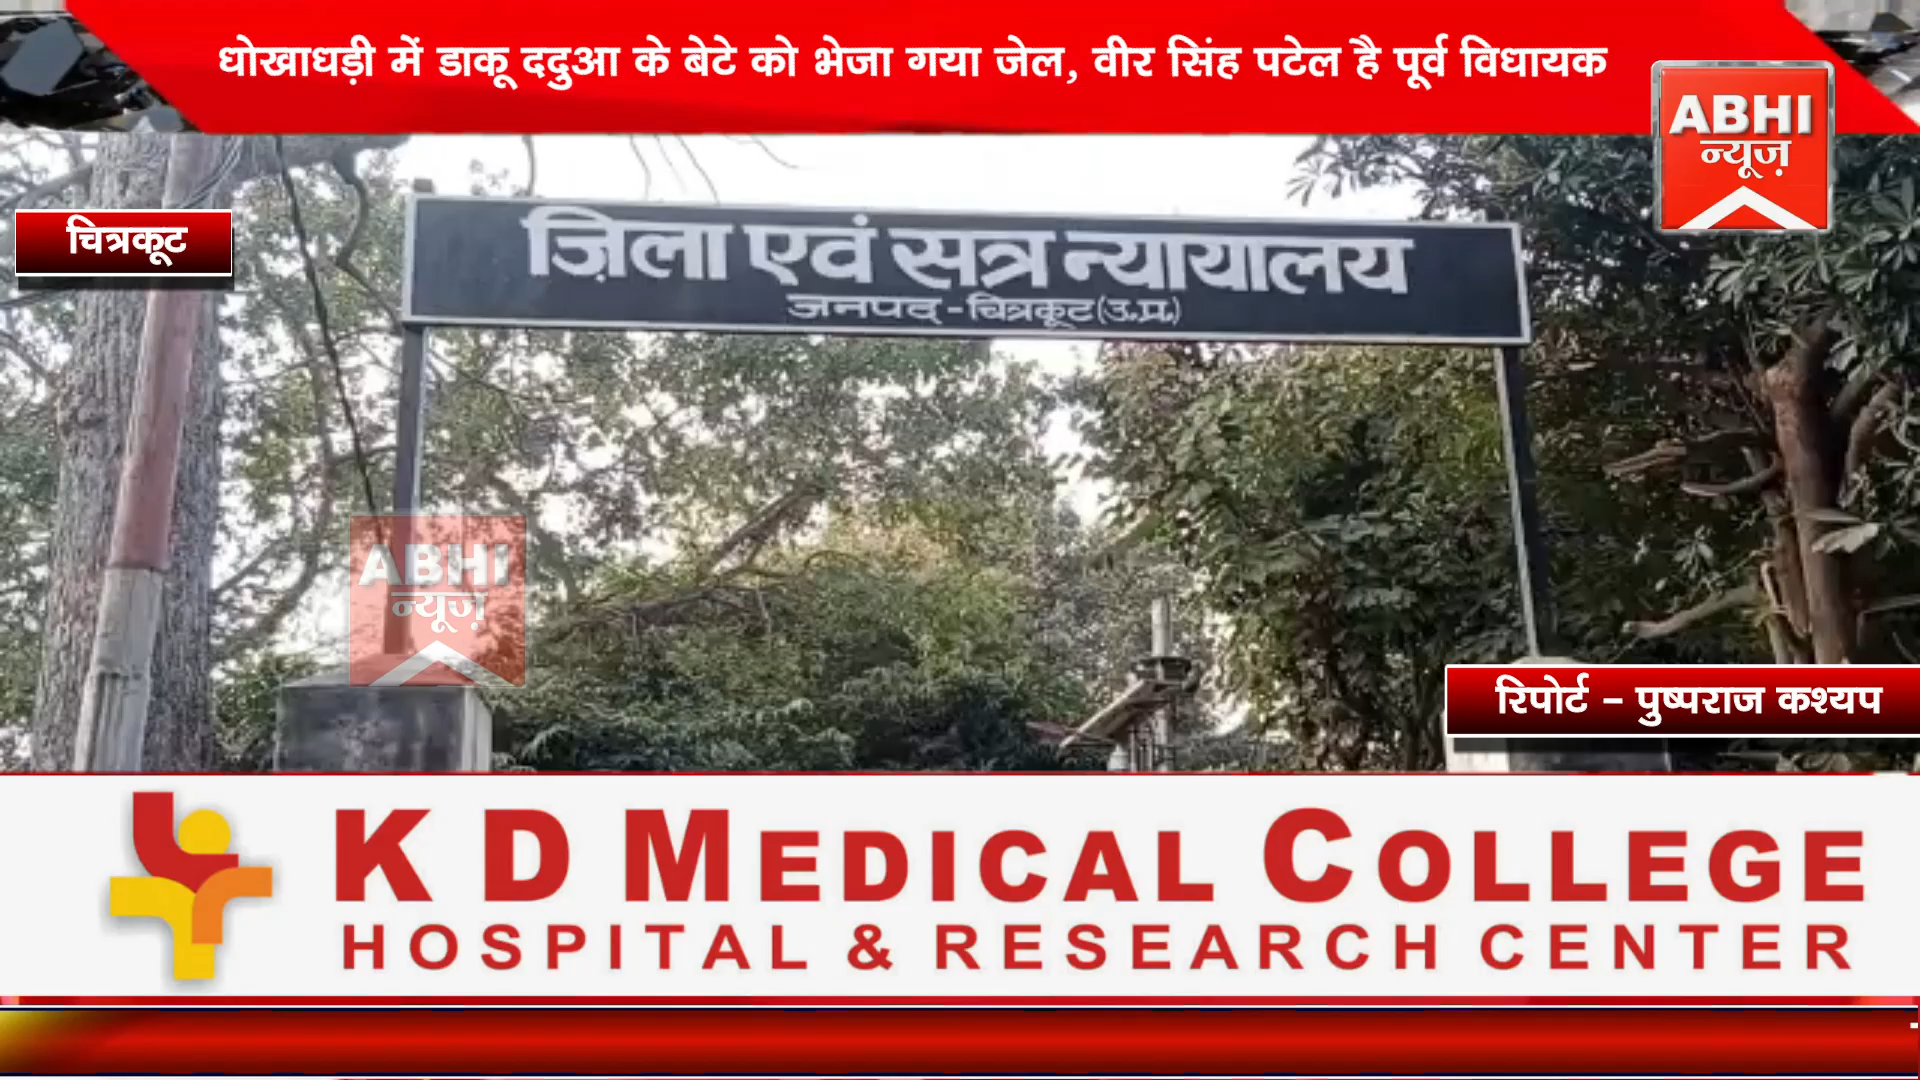 धोखाधड़ी में डाकू ददुआ के बेटे को भेजा गया जेल, वीर सिंह पटेल है पूर्व विधायक
ABHI
न्यूज़
चित्रकूट
ज़िला एवं सत्र न्यायालय
जनपद - चित्रकूट (उ.प्र.)
ABHI
न्यूज़
रिपोर्ट - पुष्पराज कश्यप
K D MEDICAL COLLEGE
HOSPITAL & RESEARCH CENTER